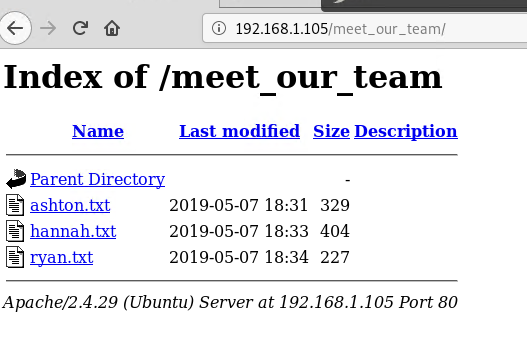 192.168.1.105/meet_our_team/
Index of /meet_our_team
Name Last modified Size Description
Parent Directory -
ashton.txt 2019-05-07 18:31 329
hannah.txt 2019-05-07 18:33 404
ryan.txt 2019-05-07 18:34 227
Apache/2.4.29 (Ubuntu) Server at 192.168.1.105 Port 80